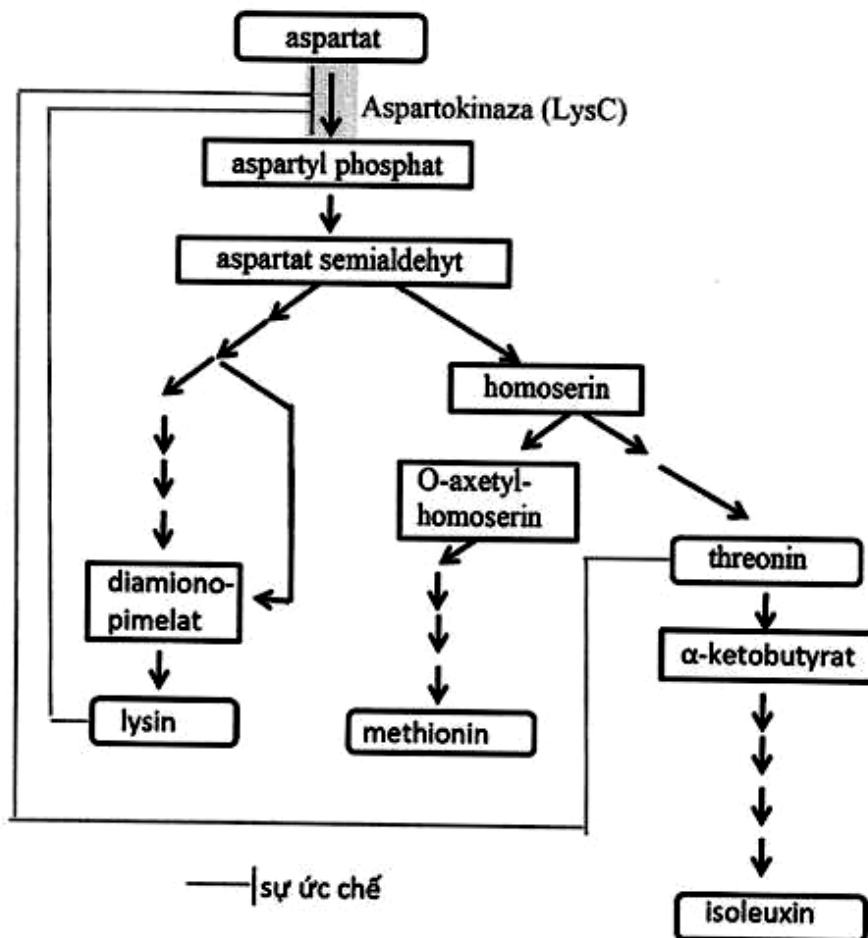 aspartat
Aspartokinaza (LysC)
aspartyl phosphat
aspartat semialdehyt
homoserin
O-axetyl-
homoserin
threonin
diamiono-
pimelat
α-ketobutyrat
lysin
methionin
sự ức chế
isoleuxin